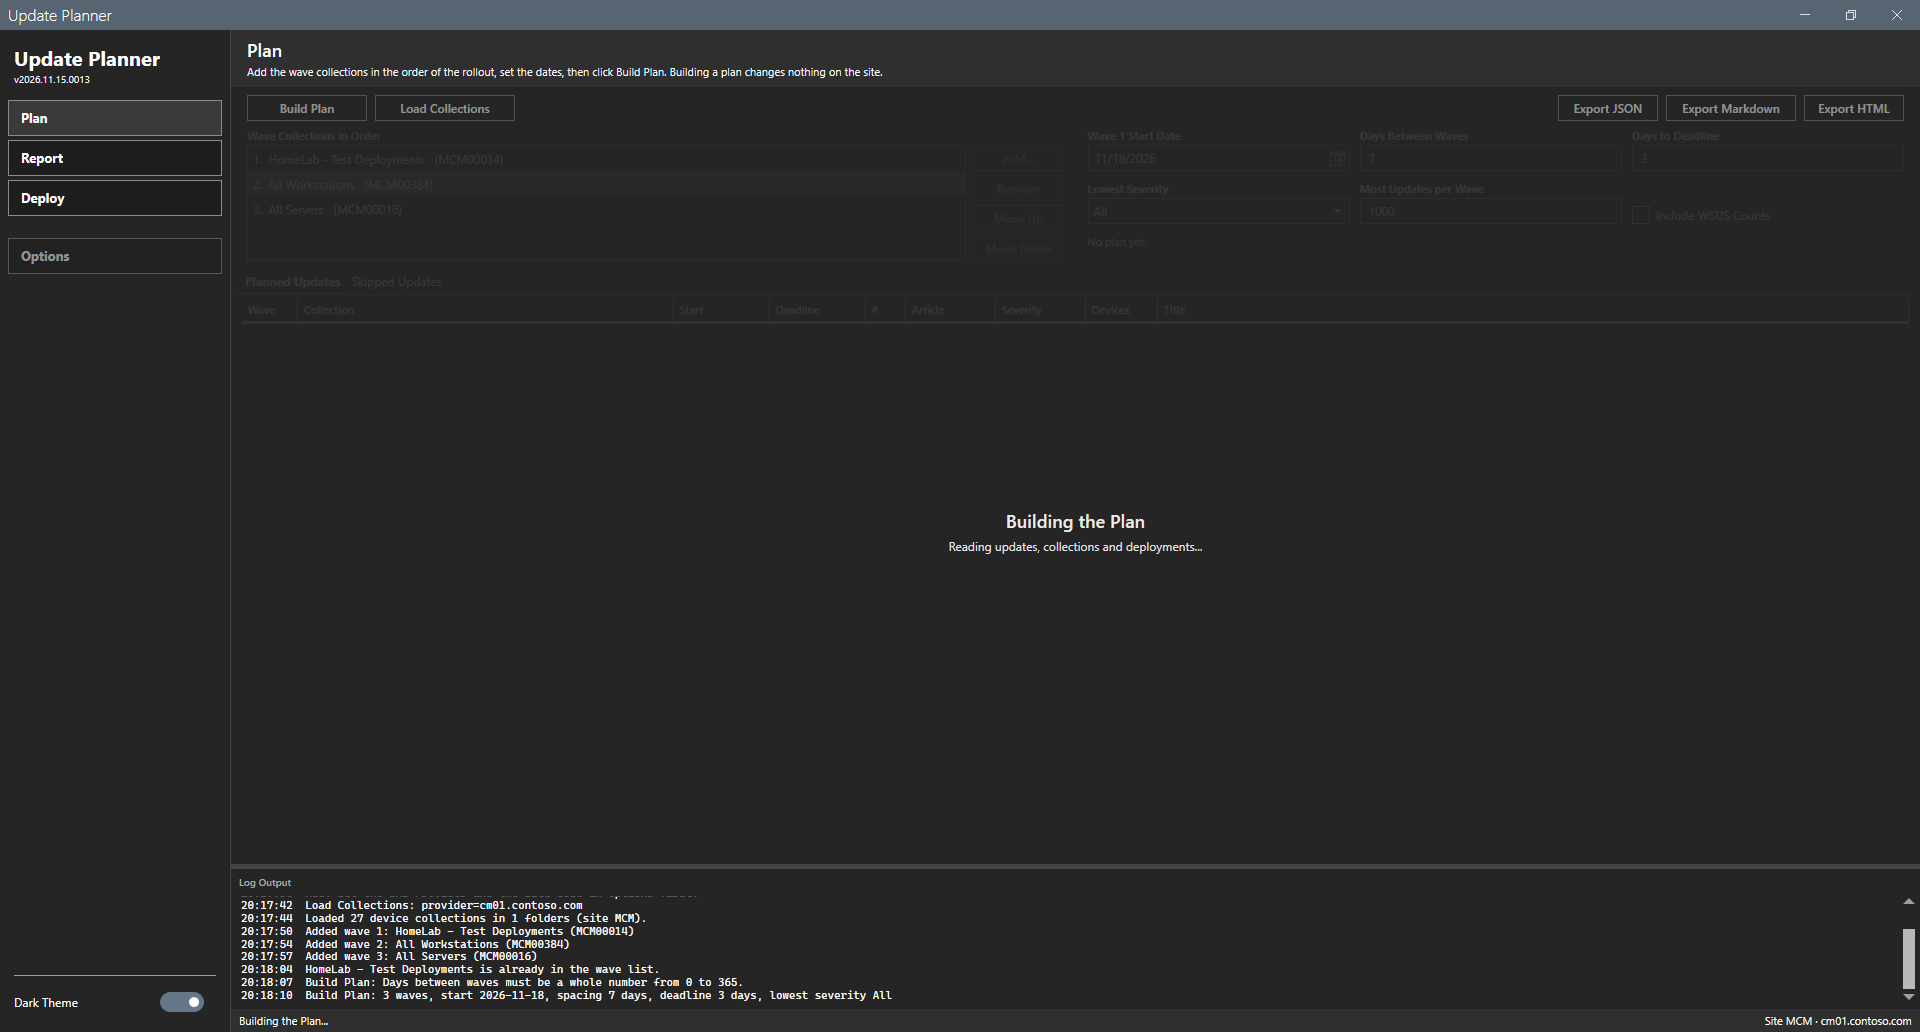 Update Planner
Update Planner
v2026.11.15.0013
Plan
Report
Deploy
Options
Dark Theme
Plan
Add the wave collections in the order of the rollout, set the dates, then click Build Plan. Building a plan changes nothing on the site.
Build Plan
Load Collections
Export JSON
Export Markdown
Export HTML
Wave Collections in Order
1. HomeLab - Test Deployments (MCM00014)
2. All Workstations (MCM00384)
3. All Servers (MCM00016)
Add...
Remove
Move Up
Move Down
Wave 1 Start Date
Days Between Waves
Days to Deadline
11/18/2026
7
3
Lowest Severity
Most Updates per Wave
All
1000
Include WSUS Counts
No plan yet.
Planned Updates
Skipped Updates
Wave
Collection
Start
Deadline
#
Article
Severity
Devices
Title
Building the Plan
Reading updates, collections and deployments...
Log Output
20:17:42 Load Collections: provider=cm01.contoso.com
20:17:44 Loaded 27 device collections in 1 folders (site MCM).
20:17:50 Added wave 1: HomeLab - Test Deployments (MCM00014)
20:17:54 Added wave 2: All Workstations (MCM00384)
20:17:57 Added wave 3: All Servers (MCM00016)
20:18:04 HomeLab - Test Deployments is already in the wave list.
20:18:07 Build Plan: Days between waves must be a whole number from 0 to 365.
20:18:10 Build Plan: 3 waves, start 2026-11-18, spacing 7 days, deadline 3 days, lowest severity All
Building the Plan...
Site MCM · cm01.contoso.com